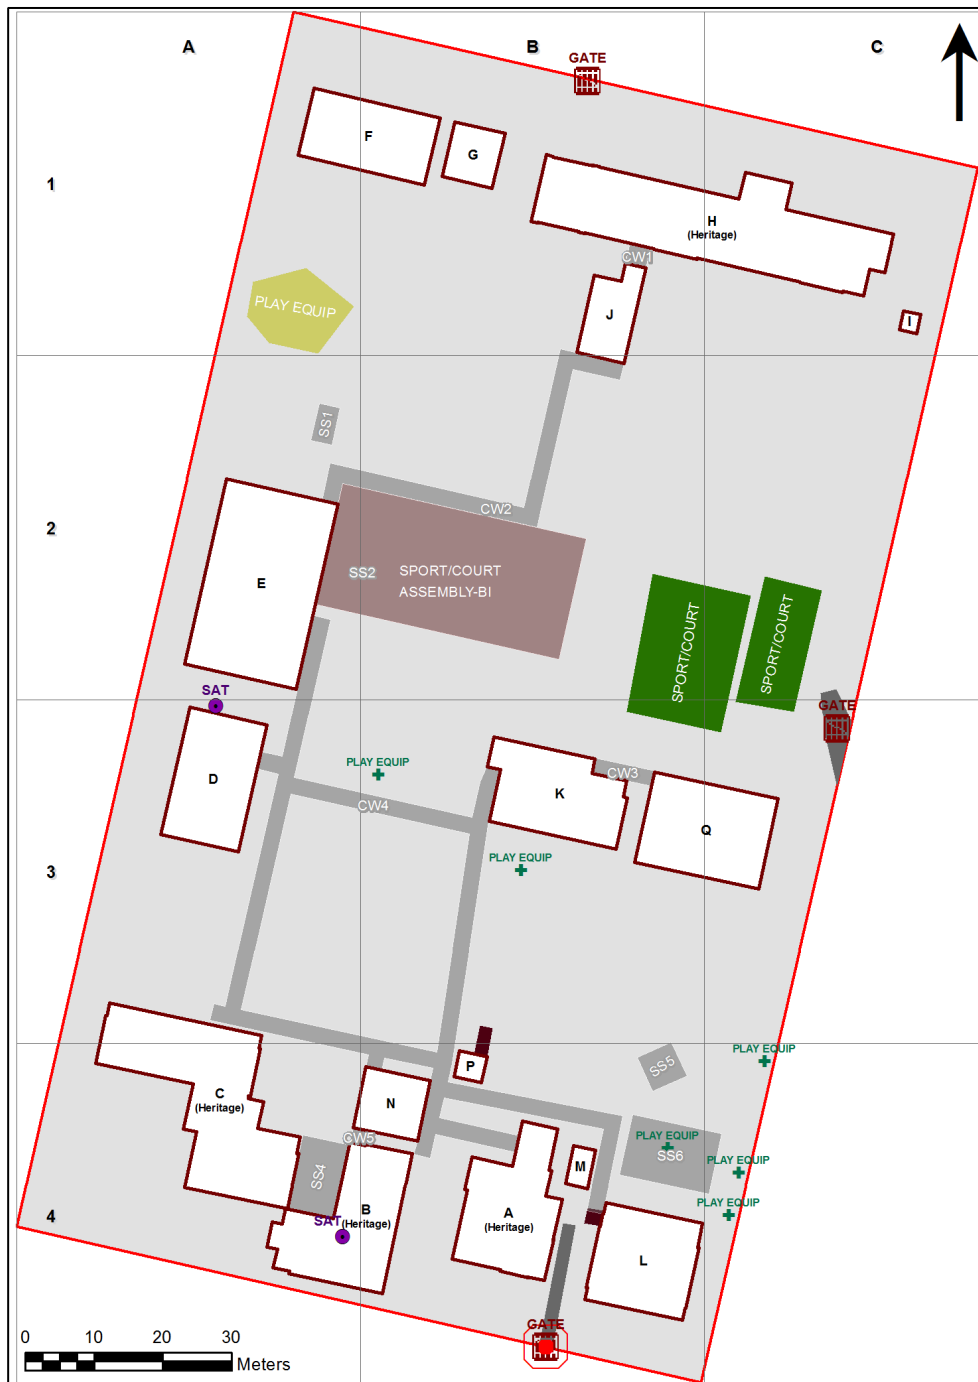 A
B
C
GATE
F
G
1
H
(Heritage)
CW1
PLAY EQUIP
J
I
SS1
CW2
2
SS2
SPORT/COURT
ASSEMBLY-BI
E
SPORT/COURT
SPORT/COURT
SAT
GATE
D
PLAY EQUIP
CW3
K
CW4
Q
PLAY EQUIP
3
PLAY EQUIP
P
SS5
C
(Heritage)
N
CW5
PLAY EQUIP
SS6
M
PLAY EQUIP
SS4
B
(Heritage)
SAT
A
(Heritage)
PLAY EQUIP
4
L
GATE
0
10
20
30
Meters